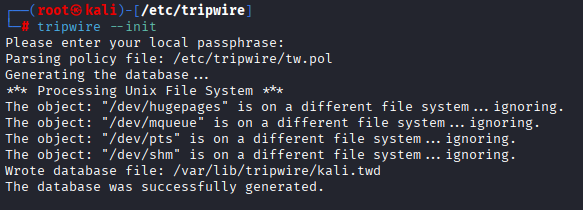 ┌──(root㉿kali)-[/etc/tripwire]
└─# tripwire --init
Please enter your local passphrase:
Parsing policy file: /etc/tripwire/tw.pol
Generating the database...
*** Processing Unix File System ***
The object: "/dev/hugepages" is on a different file system...ignoring.
The object: "/dev/mqueue" is on a different file system...ignoring.
The object: "/dev/pts" is on a different file system...ignoring.
The object: "/dev/shm" is on a different file system...ignoring.
Wrote database file: /var/lib/tripwire/kali.twd
The database was successfully generated.